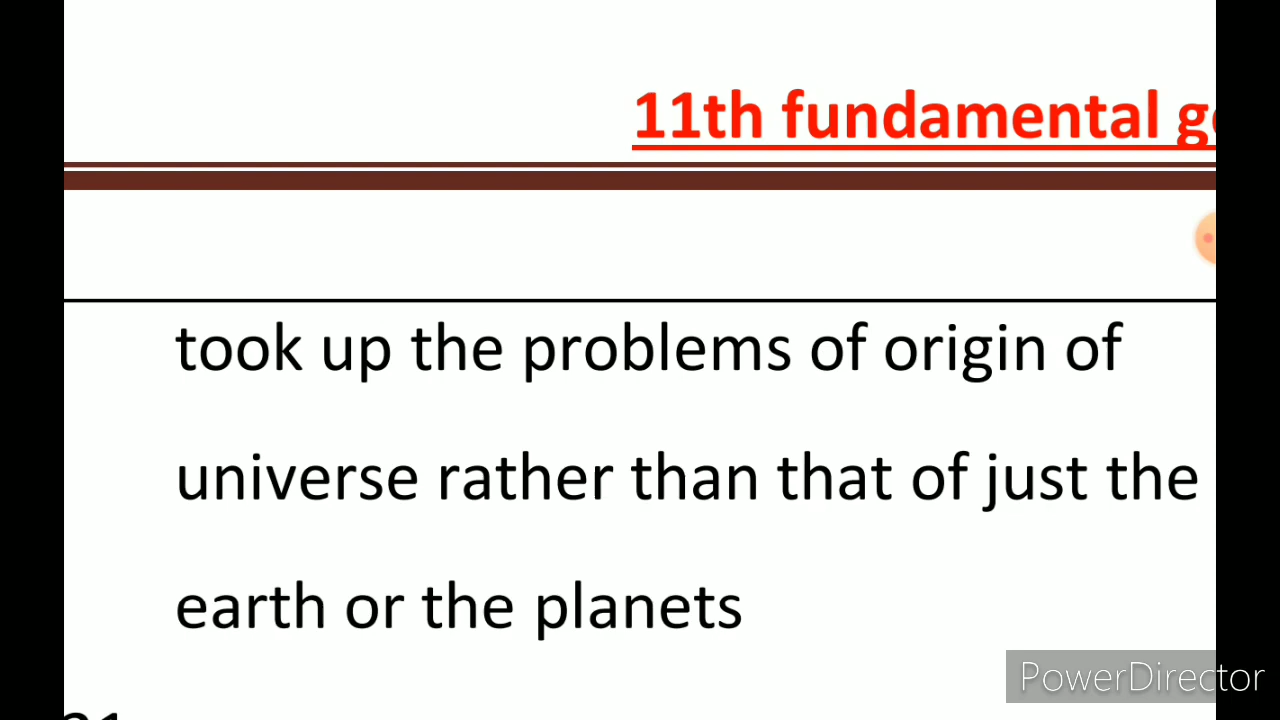 11th fundamental
took up the problems of origin of
universe rather than that of just the
earth or the planets
PowerDirector